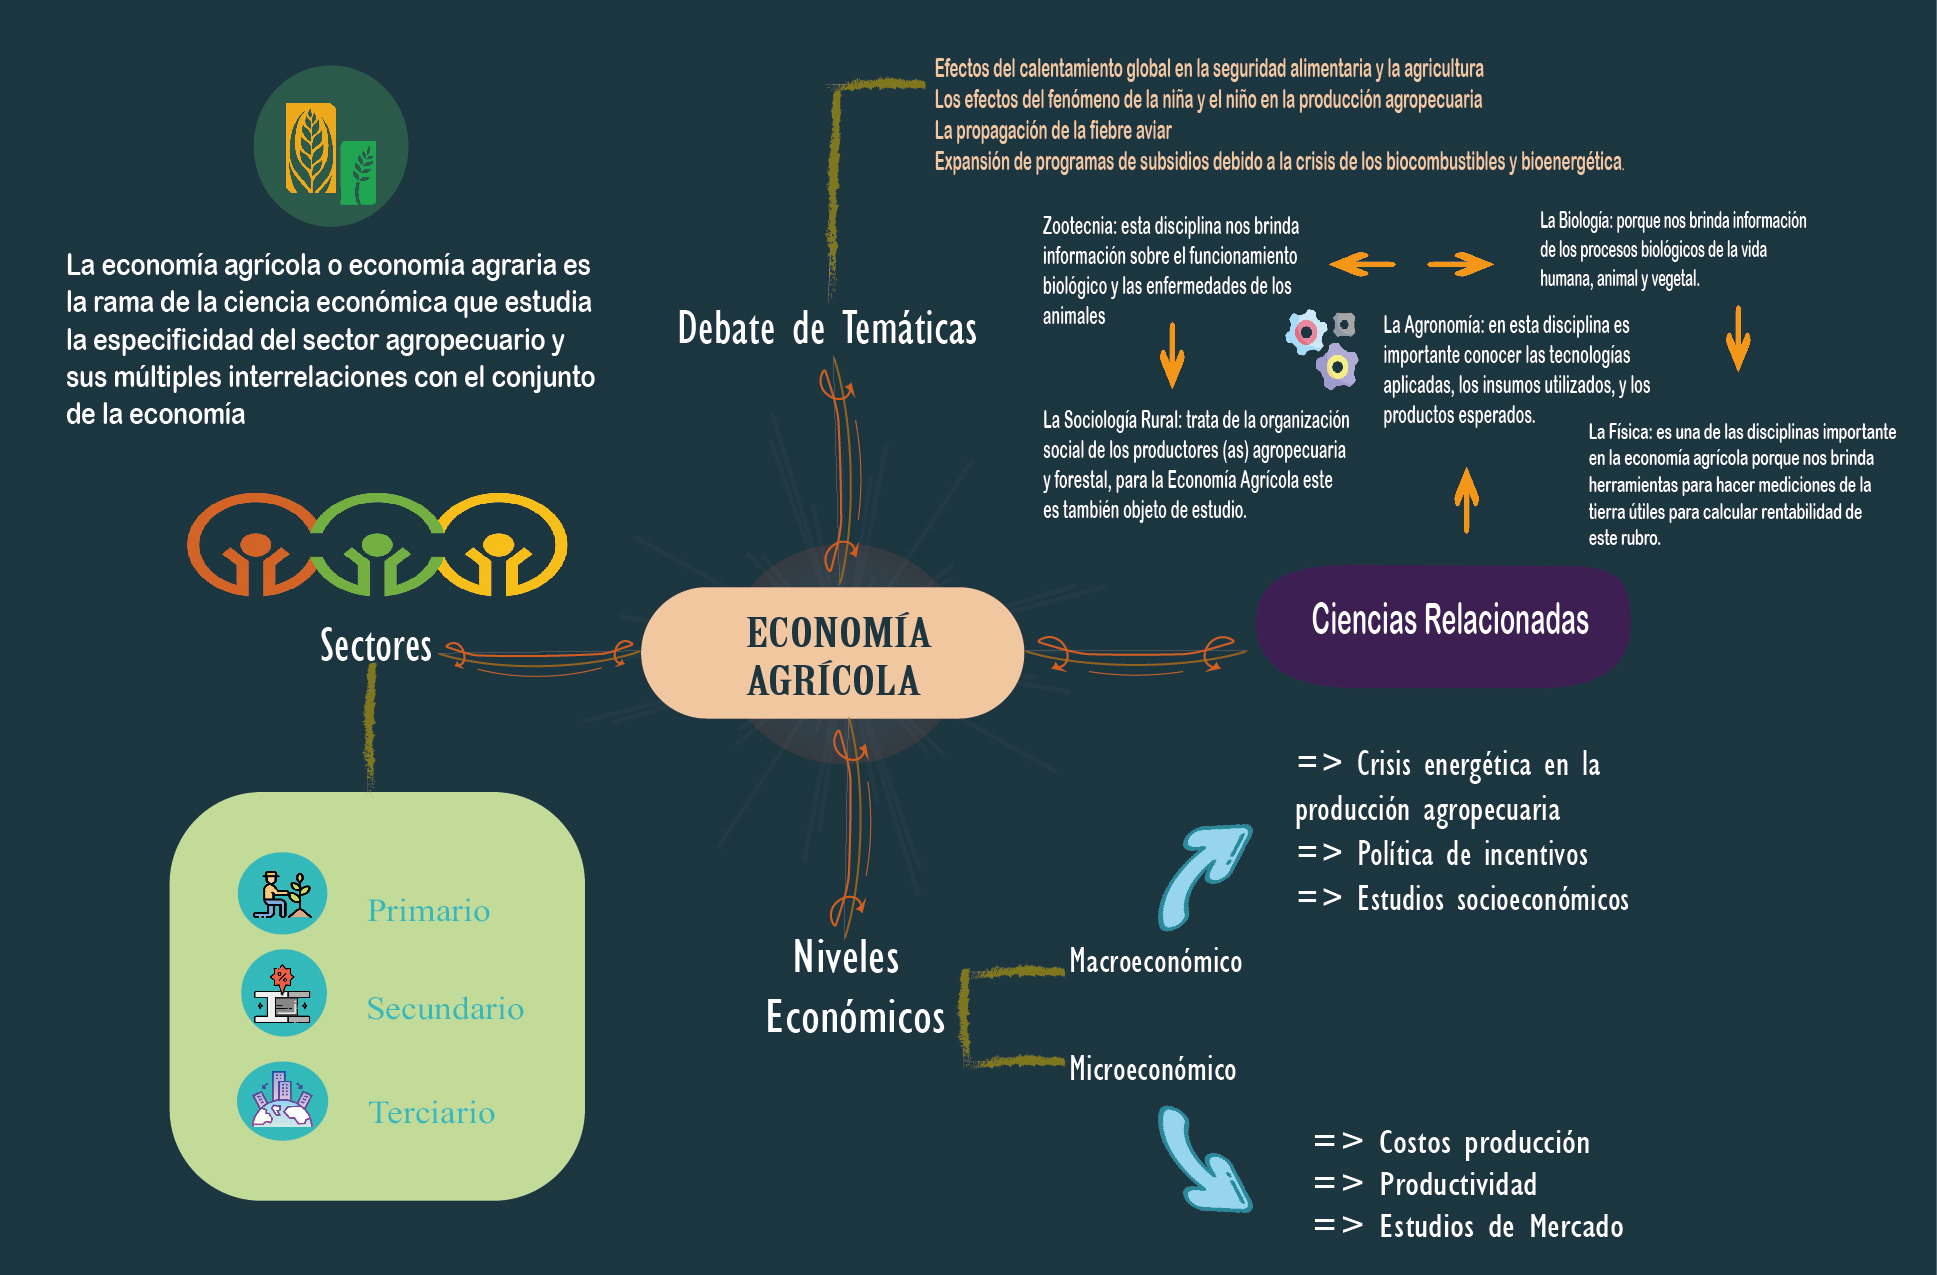 Efectos del calentamiento global en la seguridad alimentaria y la agricultura
Los efectos del fenómeno de la niña y el niño en la producción agropecuaria
La propagación de la fiebre aviar
Expansión de programas de subsidios debido a la crisis de los biocombustibles y bioenergética.
La economía agrícola o economía agraria es
la rama de la ciencia económica que estudia
la especificidad del sector agropecuario y
sus múltiples interrelaciones con el conjunto
de la economía
Debate de Temáticas
Zootecnia: esta disciplina nos brinda
información sobre el funcionamiento
biológico y las enfermedades de los
animales
La Biología: porque nos brinda información
de los procesos biológicos de la vida
humana, animal y vegetal.
La Agronomía: en esta disciplina es
importante conocer las tecnologías
aplicadas, los insumos utilizados, y los
productos esperados.
La Sociología Rural: trata de la organización
social de los productores (as) agropecuaria
y forestal, para la Economía Agrícola este
es también objeto de estudio.
La Física: es una de las disciplinas importante
en la economía agrícola porque nos brinda
herramientas para hacer mediciones de la
tierra útiles para calcular rentabilidad de
este rubro.
Sectores
ECONOMÍA
AGRÍCOLA
Ciencias Relacionadas
Primario
Secundario
%
Terciario
Niveles
Económicos
Macroeconómico
=> Crisis energética en la
producción agropecuaria
=> Política de incentivos
=> Estudios socioeconómicos
Microeconómico
=> Costos producción
=> Productividad
=> Estudios de Mercado